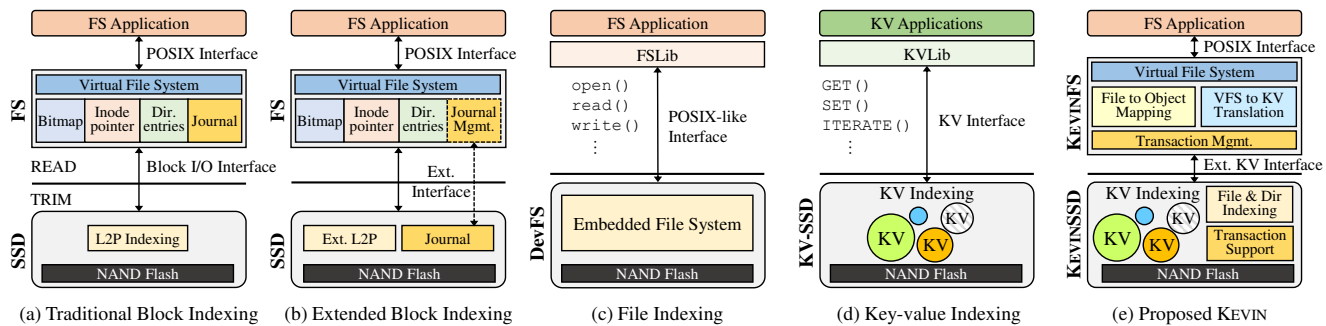 FS Application
POSIX Interface
FS
Virtual File System
Bitmap
Inode
pointer
Dir.
entries
Journal
READ
Block I/O Interface
TRIM
SSD
L2P Indexing
NAND Flash
(a) Traditional Block Indexing
FS Application
POSIX Interface
FS
Virtual File System
Bitmap
Inode
pointer
Dir.
entries
Journal
Mgmt.
Ext.
Interface
SSD
Ext. L2P
Journal
NAND Flash
(b) Extended Block Indexing
FS Application
FSLib
open()
read()
write()
⋮
POSIX-like
Interface
DevFS
Embedded File System
NAND Flash
(c) File Indexing
KV Applications
KVLib
GET()
SET()
ITERATE()
⋮
KV Interface
KV-SSD
KV Indexing
KV
KV
KV
NAND Flash
(d) Key-value Indexing
FS Application
POSIX Interface
KEVINFS
Virtual File System
File to Object
Mapping
VFS to KV
Translation
Transaction Mgmt.
Ext. KV Interface
KEVINSSD
KV Indexing
KV
KV
KV
File & Dir
Indexing
Transaction
Support
NAND Flash
(e) Proposed KEVIN